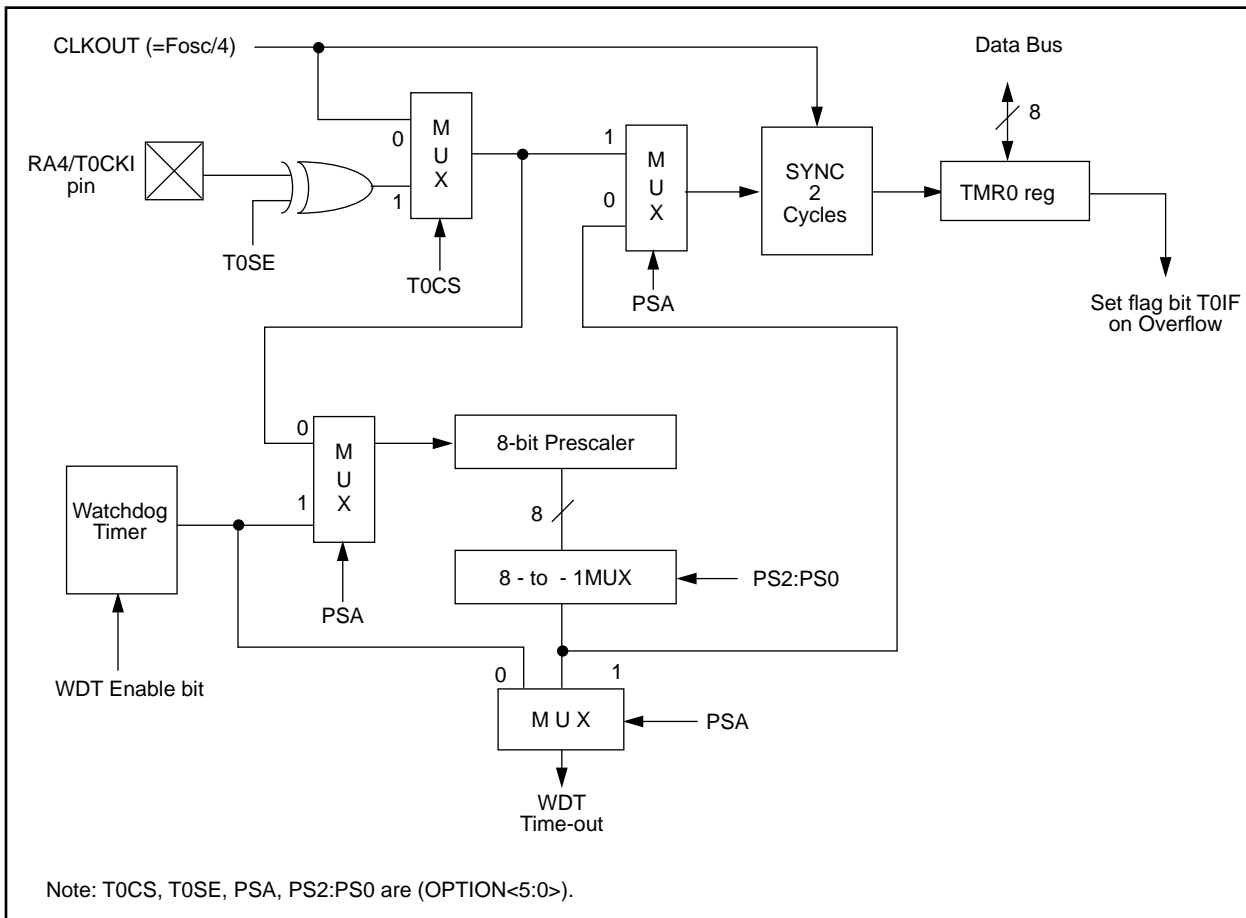 CLKOUT (=Fosc/4)
Data Bus
8
0
M
U
X
1
RA4/T0CKI
pin
T0SE
T0CS
1
M
U
X
0
PSA
SYNC
2
Cycles
TMR0 reg
Set flag bit T0IF
on Overflow
0
M
U
X
1
PSA
8-bit Prescaler
8
Watchdog
Timer
8 - to - 1MUX
PS2:PS0
WDT Enable bit
0
1
M U X
PSA
WDT
Time-out
Note: T0CS, T0SE, PSA, PS2:PS0 are (OPTION<5:0>).